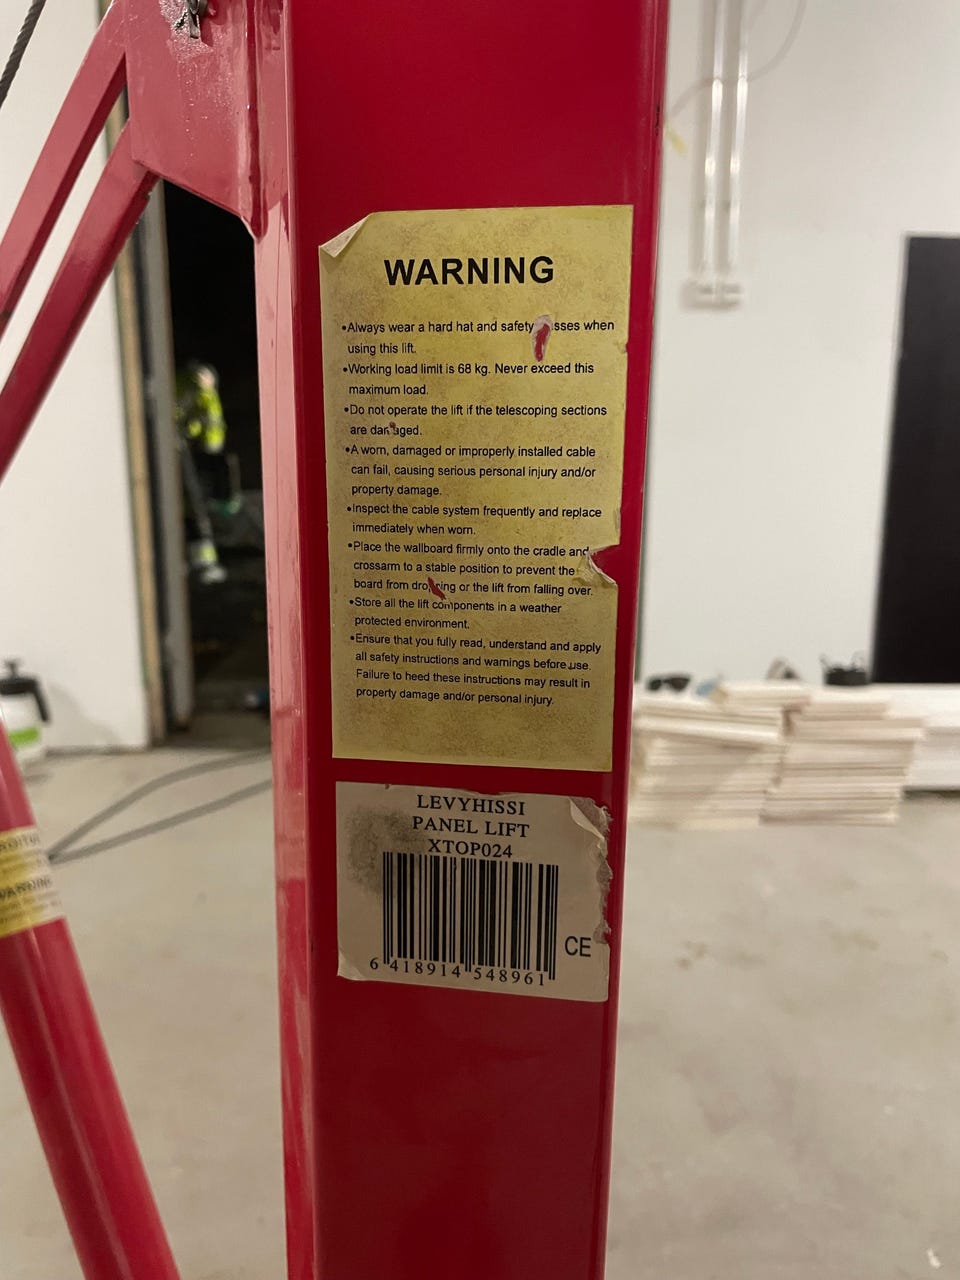 WARNING
•Always wear a hard hat and safety sses when
using this lift.
•Working load limit is 68 kg. Never exceed this
maximum load.
•Do not operate the lift if the telescoping sections
are damaged.
•A worn, damaged or improperly installed cable
can fail, causing serious personal injury and/or
property damage.
•Inspect the cable system frequently and replace
immediately when worn.
•Place the wallboard firmly onto the cradle and
crossarm to a stable position to prevent the
board from dropping or the lift from falling over.
•Store all the lift components in a weather
protected environment.
•Ensure that you fully read, understand and apply
all safety instructions and warnings before use.
Failure to heed these instructions may result in
property damage and/or personal injury.
LEVYHISSI
PANEL LIFT
XTOP024
CE
6 418914 548961
WARNING